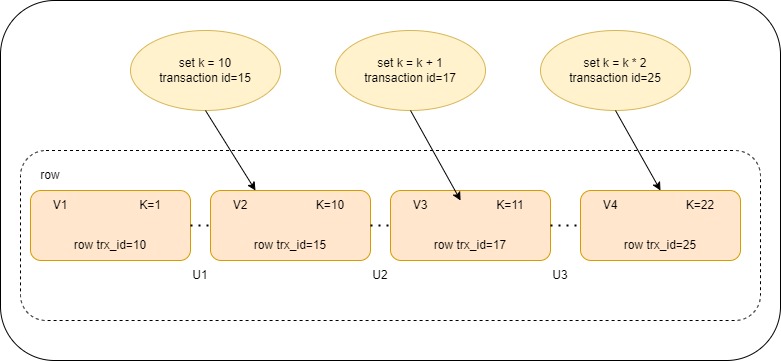 set k = 10
transaction id=15
set k = k + 1
transaction id=17
set k = k * 2
transaction id=25
row
V1 K=1
row trx_id=10
V2 K=10
row trx_id=15
V3 K=11
row trx_id=17
V4 K=22
row trx_id=25
U1
U2
U3